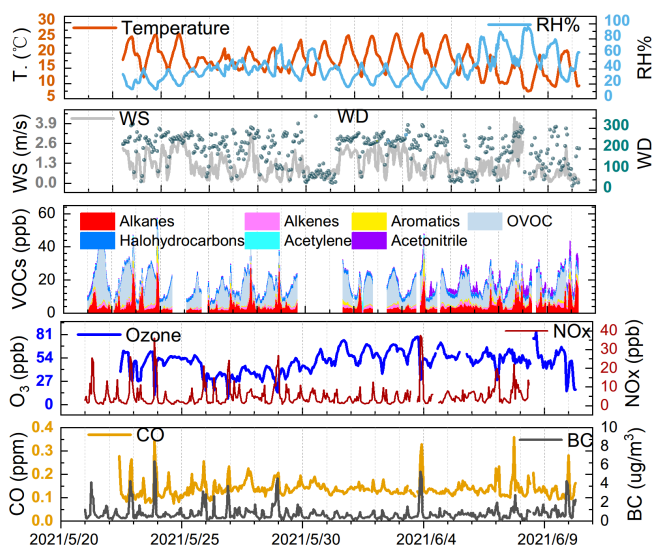 30 25 20 15 10 5
T. (℃)
Temperature
RH%
100 80 60 40 20 0
RH%
3.9 2.6 1.3 0.0
WS (m/s)
WS
WD
300 200 100 0
WD
60 40 20 0
VOCs (ppb)
Alkanes Alkenes Aromatics OVOC
Halohydrocarbons Acetylene Acetonitrile
81 54 27 0
O3 (ppb)
Ozone
NOx
40 30 20 10 0
NOx (ppb)
0.4 0.3 0.2 0.1 0.0
CO (ppm)
CO
BC
10 8 6 4 2 0
BC (ug/m3)
2021/5/20 2021/5/25 2021/5/30 2021/6/4 2021/6/9